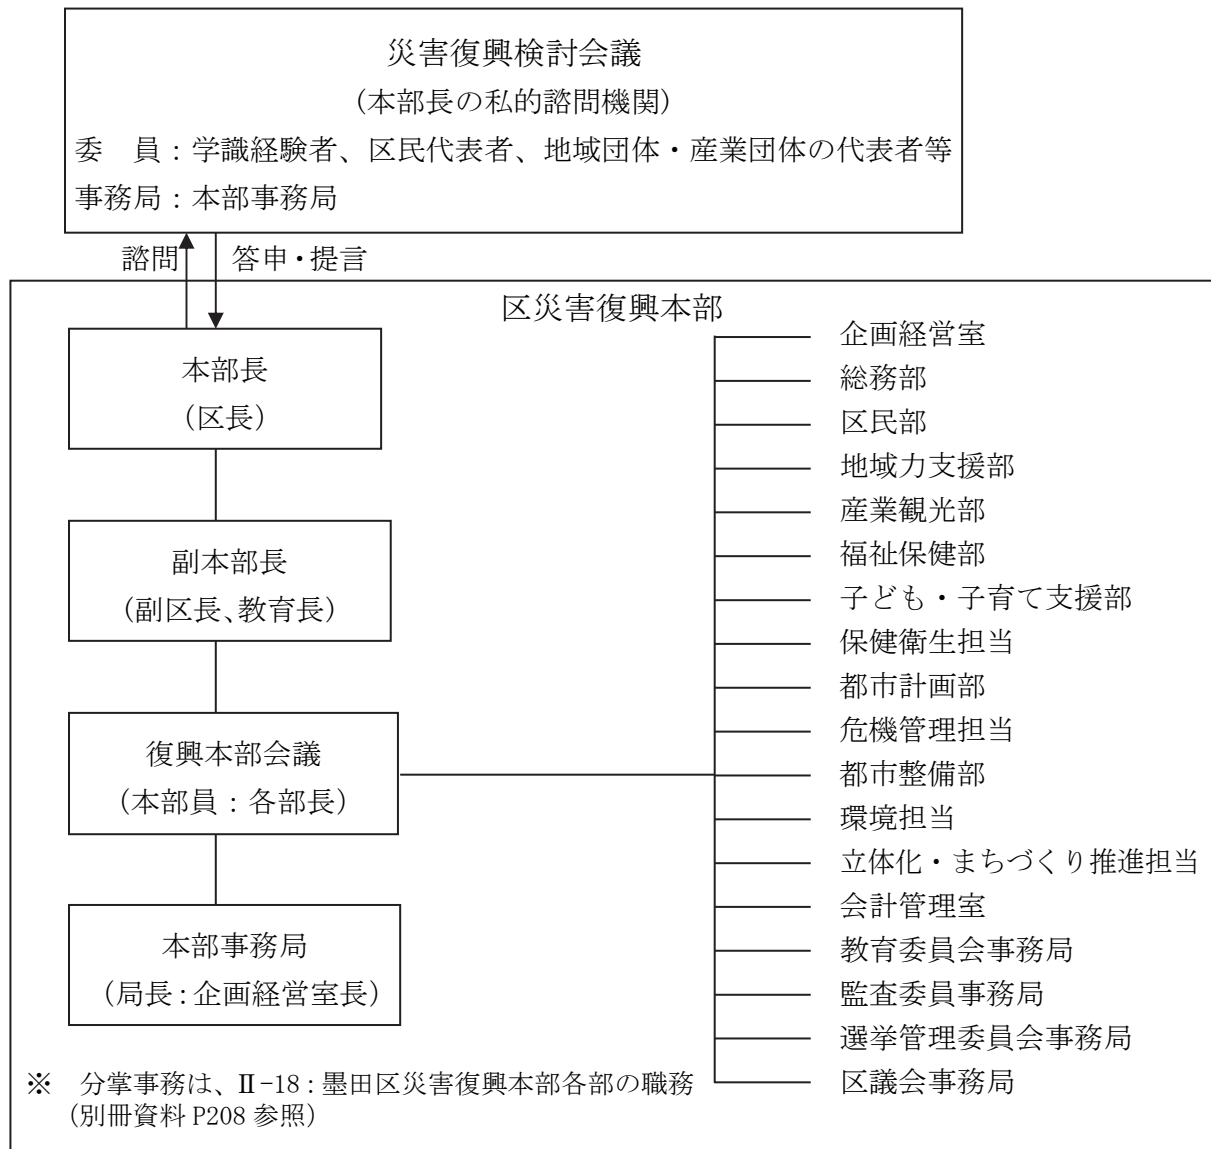 災害復興検討会議
(本部長の私的諮問機関)
委　員：学識経験者、区民代表者、地域団体・産業団体の代表者等
事務局：本部事務局
諮問
答申・提言
区災害復興本部
本部長
(区長)
副本部長
(副区長、教育長)
復興本部会議
(本部員：各部長)
本部事務局
(局長：企画経営室長)
企画経営室
総務部
区民部
地域力支援部
産業観光部
福祉保健部
子ども・子育て支援部
保健衛生担当
都市計画部
危機管理担当
都市整備部
環境担当
立体化・まちづくり推進担当
会計管理室
教育委員会事務局
監査委員事務局
選挙管理委員会事務局
区議会事務局
※　分掌事務は、Ⅱ-18：墨田区災害復興本部各部の職務
(別冊資料 P208 参照)